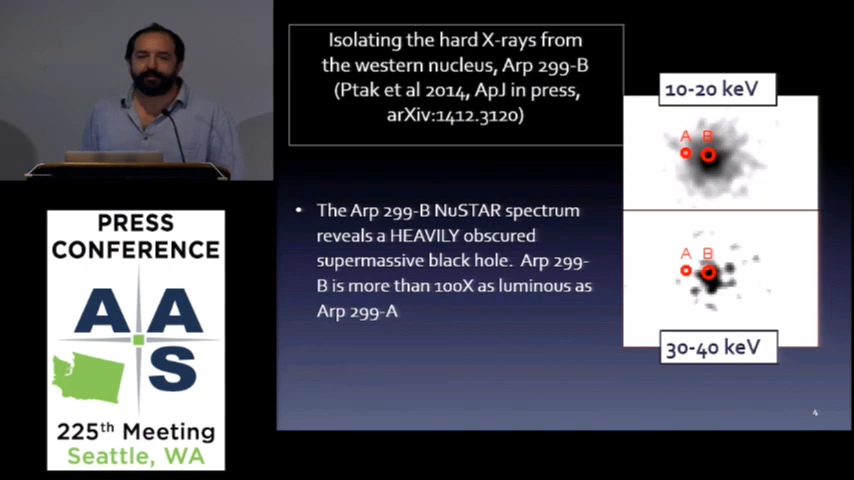 Isolating the hard X-rays from
the western nucleus, Arp 299-B
(Ptak et al 2014, ApJ in press,
arXiv:1412.3120)
• The Arp 299-B NuSTAR spectrum
reveals a HEAVILY obscured
supermassive black hole. Arp 299-
B is more than 100X as luminous as
Arp 299-A
10-20 keV
A B
A B
30-40 keV
4
PRESS
CONFERENCE
A A
S
225th Meeting
Seattle, WA